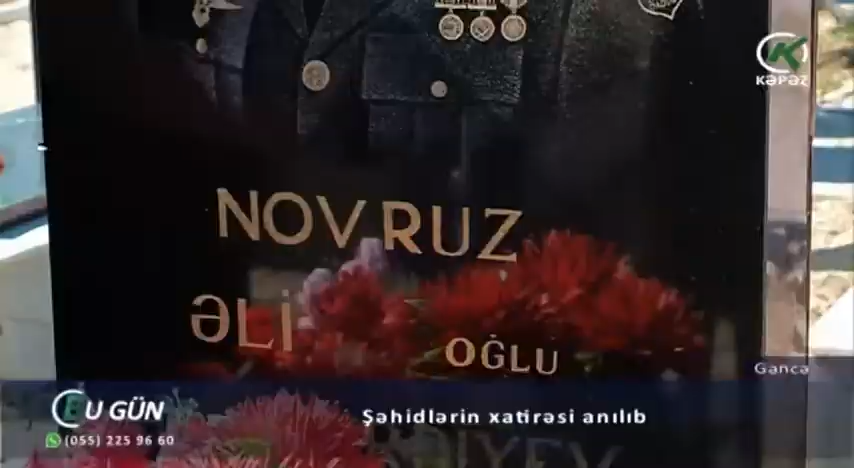 KƏPƏZ
NOVRUZ
ƏLİ
OĞLU
Gəncə
BU GÜN
Şəhidlərin xatirəsi anılıb
(055) 225 96 60